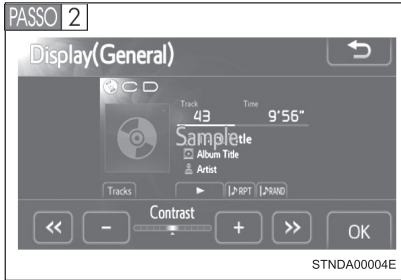 PASSO 2
Display(General)
CD
Track Time
43 9'56"
Sample
Album Title
Artist
Tracks RPT RAND
Contrast
<< - + >> OK
STNDA00004E